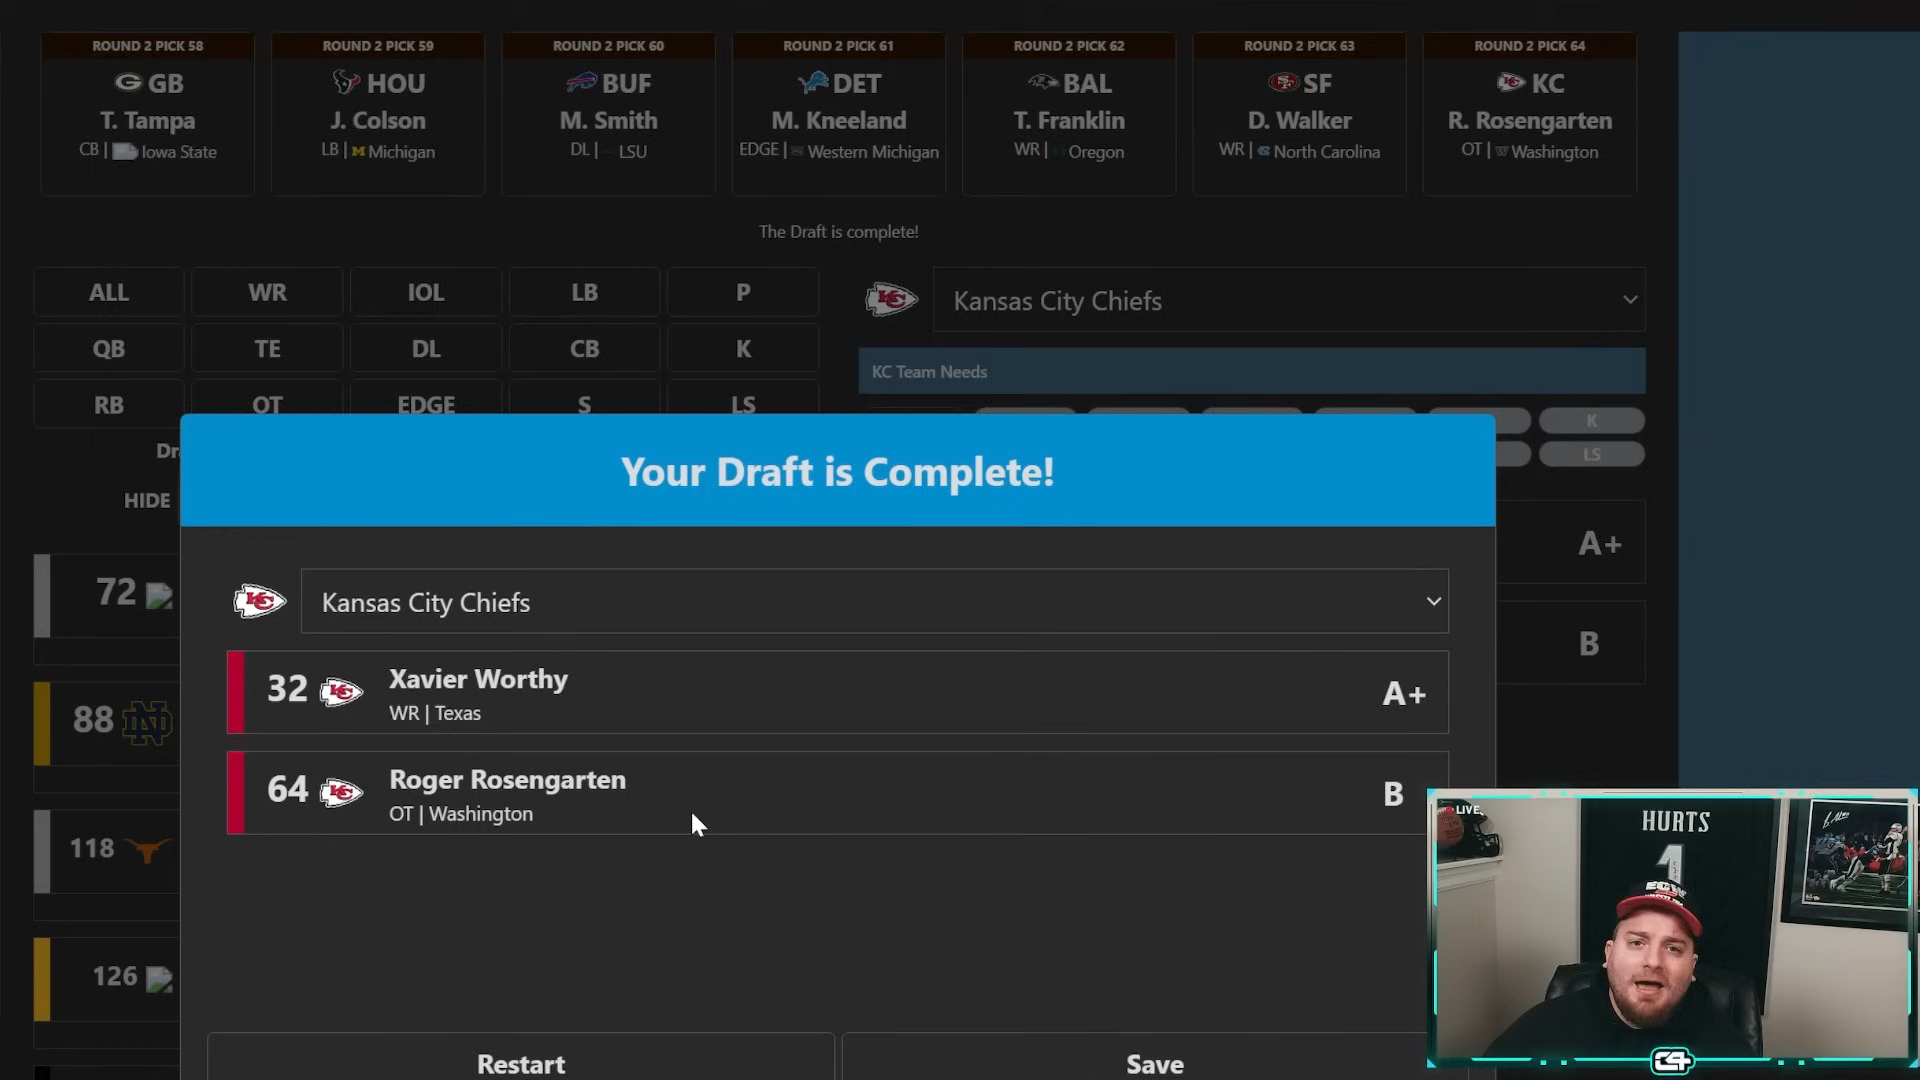 ROUND 2 PICK 58
GB
T. Tampa
CB | Iowa State
ROUND 2 PICK 59
HOU
J. Colson
LB | Michigan
ROUND 2 PICK 60
BUF
M. Smith
DL | LSU
ROUND 2 PICK 61
DET
M. Kneeland
EDGE | Western Michigan
ROUND 2 PICK 62
BAL
T. Franklin
WR | Oregon
ROUND 2 PICK 63
SF
D. Walker
WR | North Carolina
ROUND 2 PICK 64
KC
R. Rosengarten
OT | Washington
The Draft is complete!
ALL WR IOL LB P
QB TE DL CB K
RB OT EDGE S LS
Kansas City Chiefs
KC Team Needs
K
LS
HIDE
A+
B
72
88
118
126
Your Draft is Complete!
Kansas City Chiefs
32 Xavier Worthy A+
WR | Texas
64 Roger Rosengarten B
OT | Washington
Restart
Save
LIVE
HURTS
1